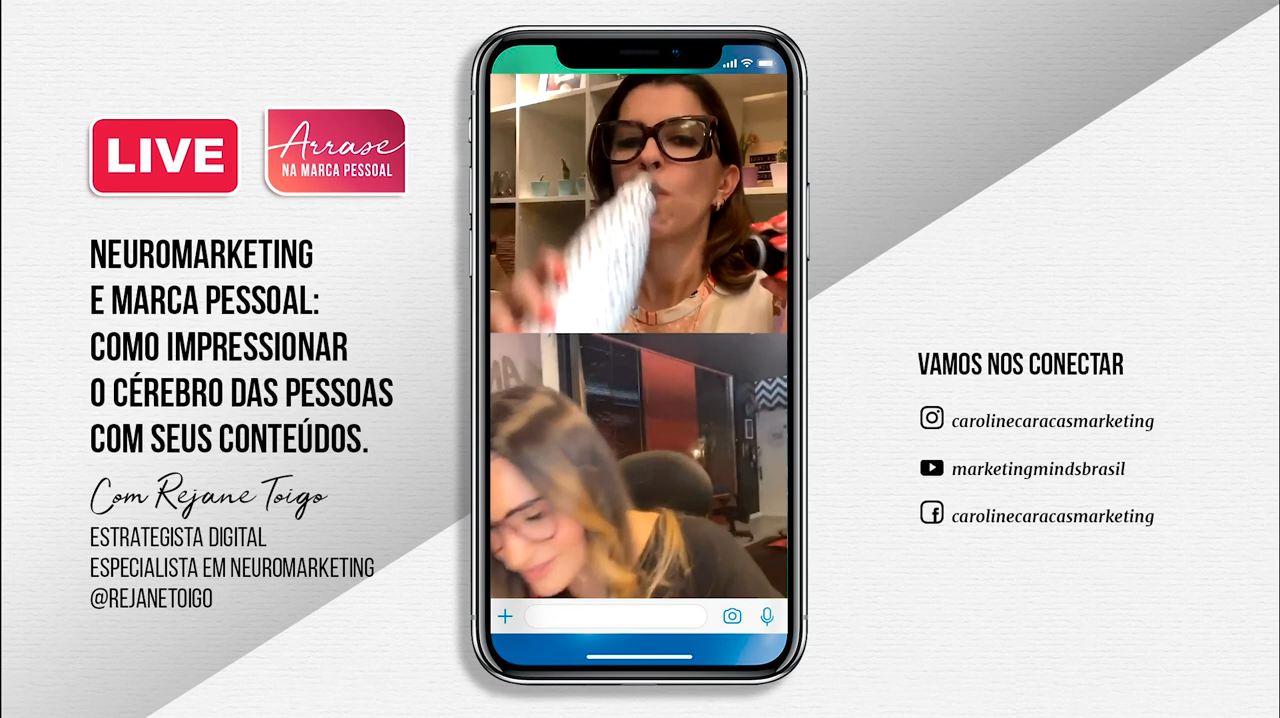 LIVE
Arrase
NA MARCA PESSOAL
NEUROMARKETING
E MARCA PESSOAL:
COMO IMPRESSIONAR
O CÉREBRO DAS PESSOAS
COM SEUS CONTEÚDOS.
Com Rejane Toigo
ESTRATEGISTA DIGITAL
ESPECIALISTA EM NEUROMARKETING
@REJANETOIGO
VAMOS NOS CONECTAR
carolinecaracasmarketing
marketingmindsbrasil
carolinecaracasmarketing